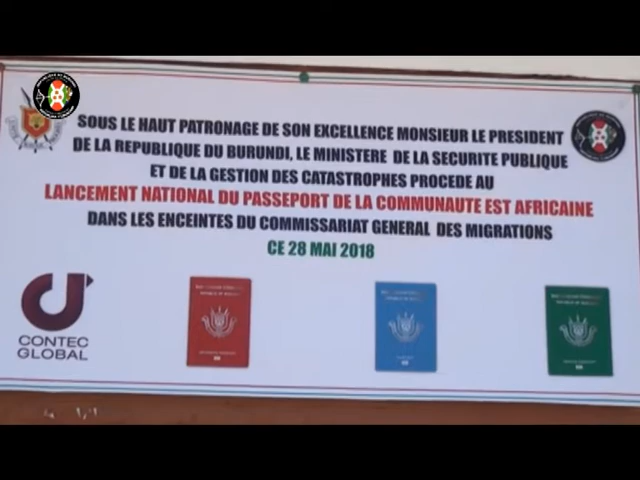 SOUS LE HAUT PATRONAGE DE SON EXCELLENCE MONSIEUR LE PRESIDENT
DE LA REPUBLIQUE DU BURUNDI, LE MINISTERE DE LA SECURITE PUBLIQUE
ET DE LA GESTION DES CATASTROPHES PROCEDE AU
LANCEMENT NATIONAL DU PASSEPORT DE LA COMMUNAUTE EST AFRICAINE
DANS LES ENCEINTES DU COMMISSARIAT GENERAL DES MIGRATIONS
CE 28 MAI 2018
CONTEC
GLOBAL